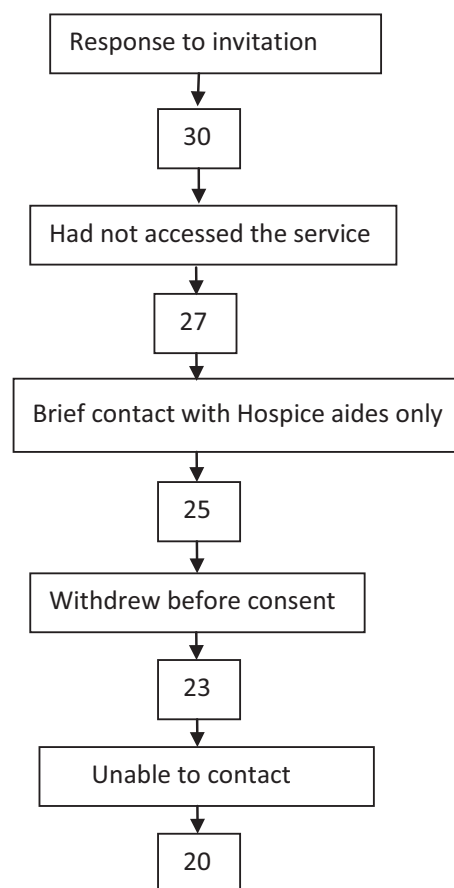 Response to invitation
30
Had not accessed the service
27
Brief contact with Hospice aides only
25
Withdrew before consent
23
Unable to contact
20